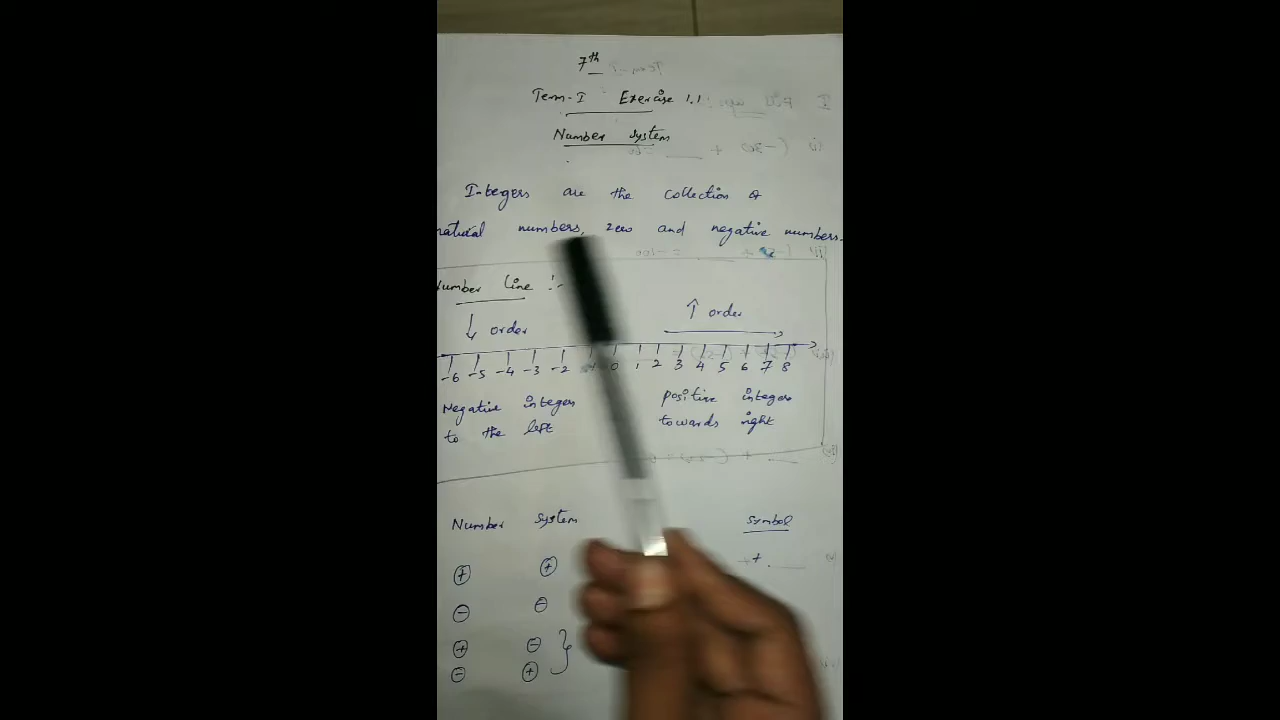 7th
Term-I Exercise 1.1
Number system
Integers are the collection of
natural numbers, zero and negative numbers.
Number line :-
↓ order ↑ order
-6 -5 -4 -3 -2 0 1 2 3 4 5 6 7 8
Negative integers positive integers
to the left towards right
Number system symbol
+ + +
- -
+ -
- +